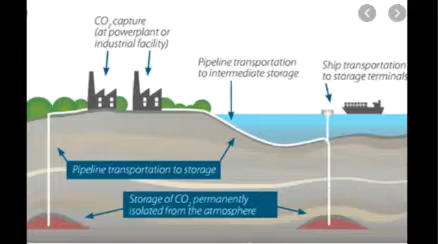 CO₂ capture
(at powerplant or
industrial facility)
Pipeline transportation
to intermediate storage
Ship transportation
to storage terminals
Pipeline transportation to storage
Storage of CO₂ permanently
isolated from the atmosphere